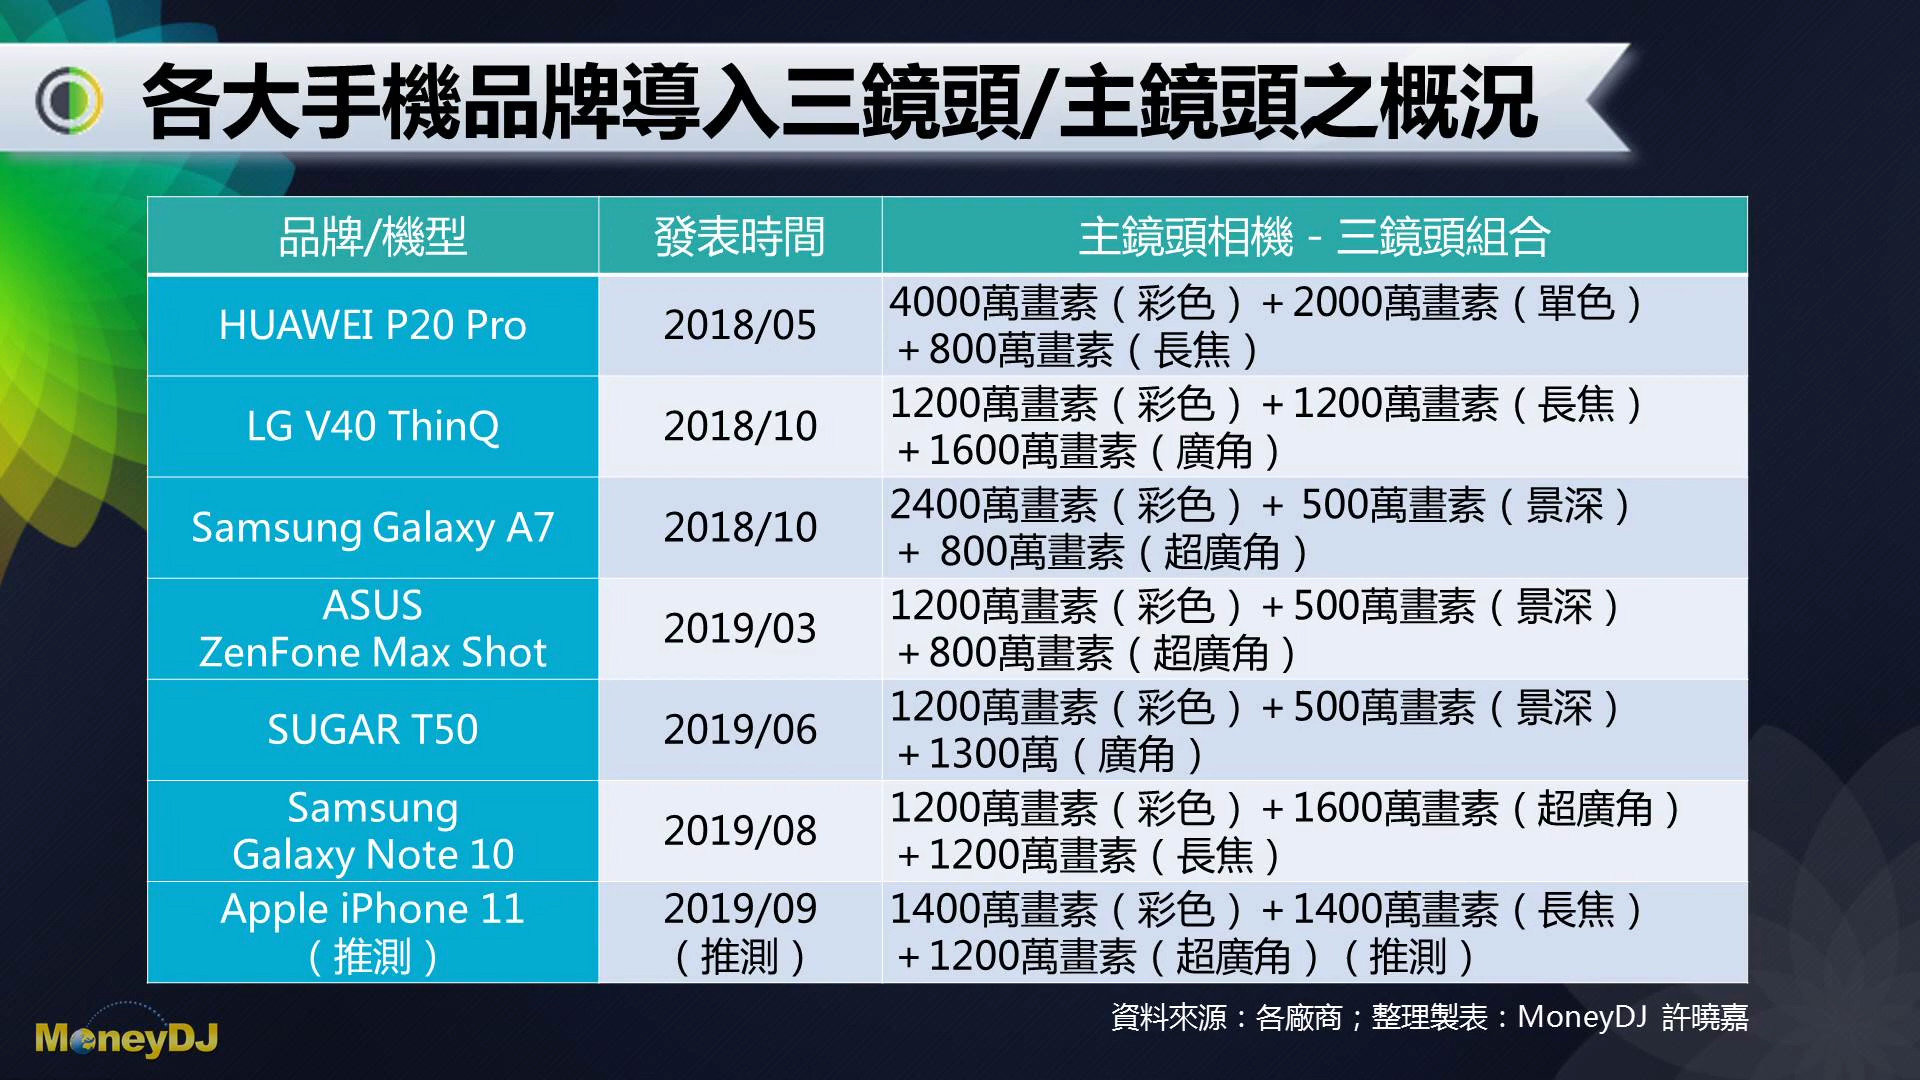 各大手機品牌導入三鏡頭/主鏡頭之概況
品牌/機型
發表時間
主鏡頭相機 - 三鏡頭組合
HUAWEI P20 Pro
2018/05
4000萬畫素（彩色）＋2000萬畫素（單色）
＋800萬畫素（長焦）
LG V40 ThinQ
2018/10
1200萬畫素（彩色）＋1200萬畫素（長焦）
＋1600萬畫素（廣角）
Samsung Galaxy A7
2018/10
2400萬畫素（彩色）＋ 500萬畫素（景深）
＋ 800萬畫素（超廣角）
ASUS
ZenFone Max Shot
2019/03
1200萬畫素（彩色）＋500萬畫素（景深）
＋800萬畫素（超廣角）
SUGAR T50
2019/06
1200萬畫素（彩色）＋500萬畫素（景深）
＋1300萬（廣角）
Samsung
Galaxy Note 10
2019/08
1200萬畫素（彩色）＋1600萬畫素（超廣角）
＋1200萬畫素（長焦）
Apple iPhone 11
（推測）
2019/09
（推測）
1400萬畫素（彩色）＋1400萬畫素（長焦）
＋1200萬畫素（超廣角）（推測）
資料來源：各廠商；整理製表：MoneyDJ 許曉嘉
MoneyDJ